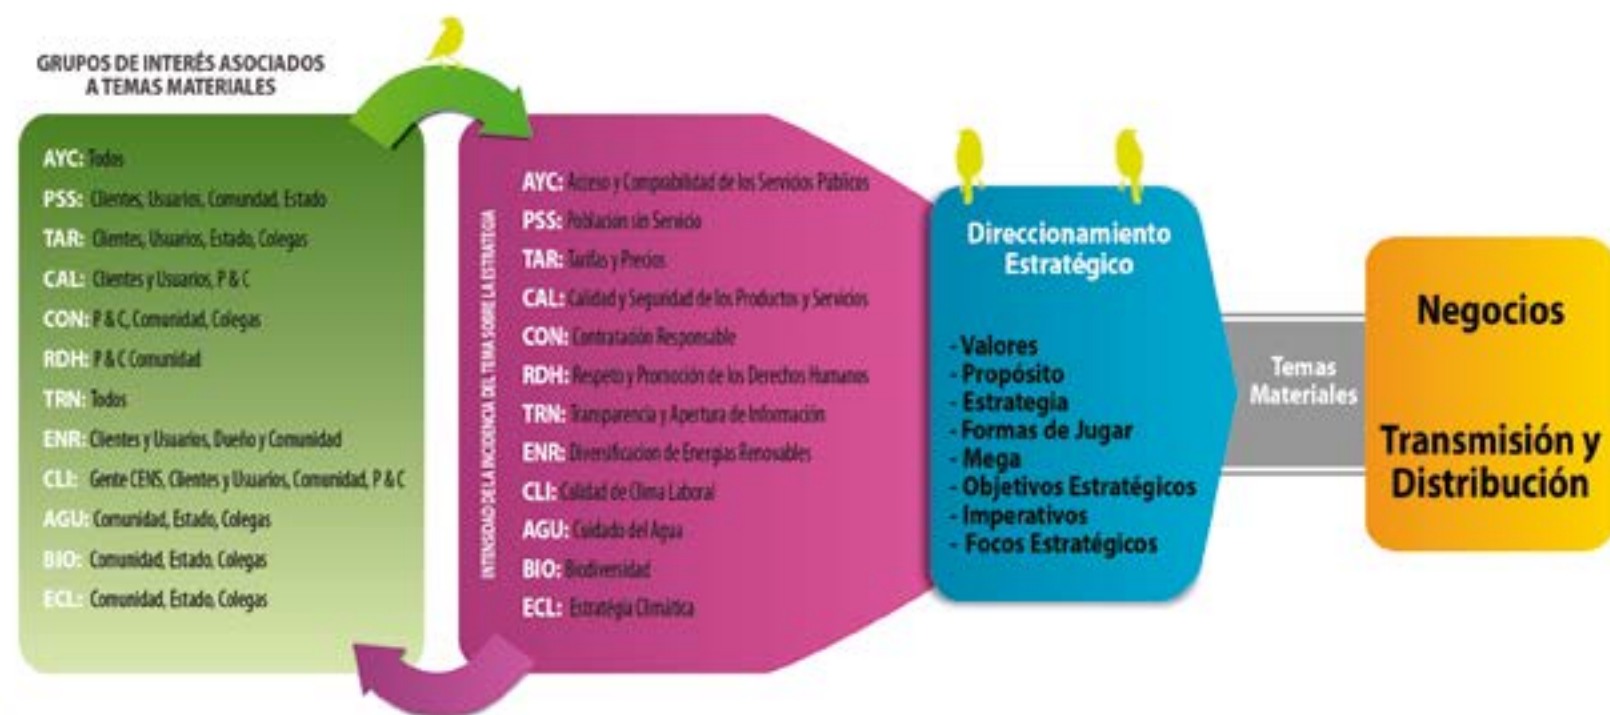 GRUPOS DE INTERÉS ASOCIADOS
A TEMAS MATERIALES
AYC: Todos
PSS: Clientes, Usuarios, Comundad, Estado
TAR: Clientes, Usuarios, Estado, Colegas
CAL: Clientes y Usuarios, P & C
CON: P & C, Comunidad, Colegas
RDH: P & C Comunidad
TRN: Todos
ENR: Clientes y Usuarios, Dueño y Comunidad
CLI: Gente CENS, Clientes y Usuarios, Comunidad, P & C
AGU: Comunidad, Estado, Colegas
BIO: Comunidad, Estado, Colegas
ECL: Comunidad, Estado, Colegas
INTENSIDAD DE LA INCIDENCIA DEL TEMA SOBRE LA ESTRATEGIA
AYC: Acceso y Comprabilidad de los Servicios Públicos
PSS: Poblacion sin Servicio
TAR: Tarifas y Precios
CAL: Calidad y Seguridad de los Productos y Servicios
CON: Contratación Responsable
RDH: Respeto y Promoción de los Derechos Humanos
TRN: Transparencia y Apertura de Información
ENR: Diversificacion de Energias Renovables
CLI: Calidad de Clima Laboral
AGU: Cuidado del Agua
BIO: Biodiversidad
ECL: Estratégia Climática
Direccionamiento
Estratégico
- Valores
- Propósito
- Estrategia
- Formas de Jugar
- Mega
- Objetivos Estratégicos
- Imperativos
- Focos Estratégicos
Temas
Materiales
Negocios
Transmisión y
Distribución